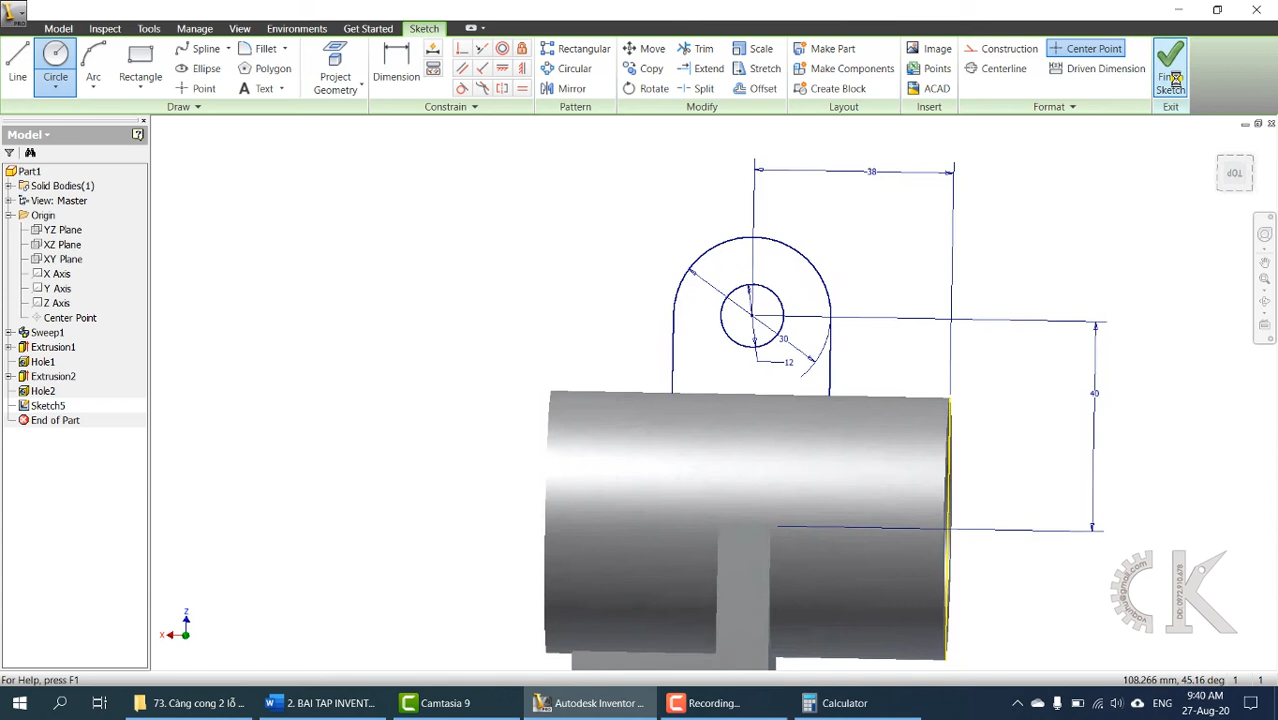 PRO
Model
Inspect
Tools
Manage
View
Environments
Get Started
Sketch
Line
Circle
Arc
Rectangle
Spline
Ellipse
Point
Fillet
Polygon
Text
Project
Geometry
Dimension
Rectangular
Circular
Mirror
Move
Copy
Rotate
Trim
Extend
Split
Scale
Stretch
Offset
Make Part
Make Components
Create Block
Image
Points
ACAD
Construction
Centerline
Center Point
Driven Dimension
Sketch
Draw
Constrain
Pattern
Modify
Layout
Insert
Format
Exit
Model
Part1
Solid Bodies(1)
View: Master
Origin
YZ Plane
XZ Plane
XY Plane
X Axis
Y Axis
Z Axis
Center Point
Sweep1
Extrusion1
Hole1
Extrusion2
Hole2
Sketch5
End of Part
38
30
12
40
TOP
Z
X
CK
For Help, press F1
108.266 mm, 45.16 deg
1
1
73. Càng cong 2 lỗ ...
2. BAI TAP INVENT...
Camtasia 9
Autodesk Inventor ...
Recording...
Calculator
ENG
9:40 AM
27-Aug-20